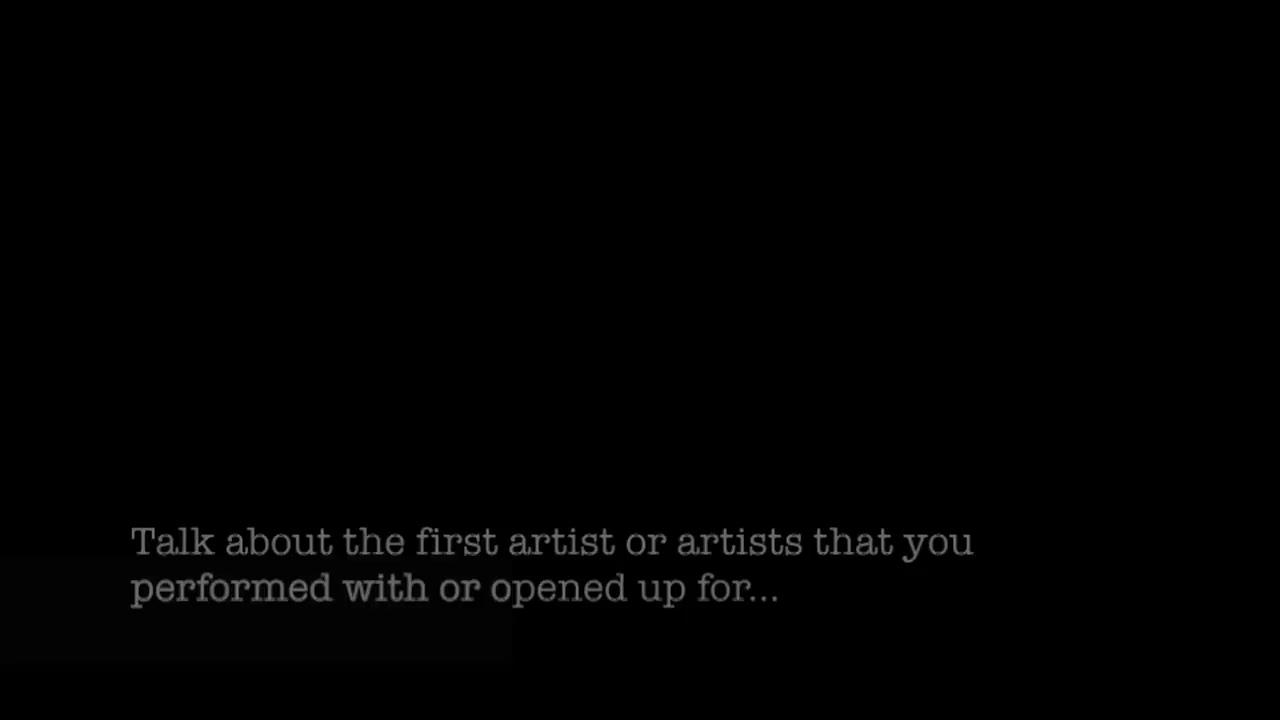 Talk about the first artist or artists that you
performed with or opened up for...